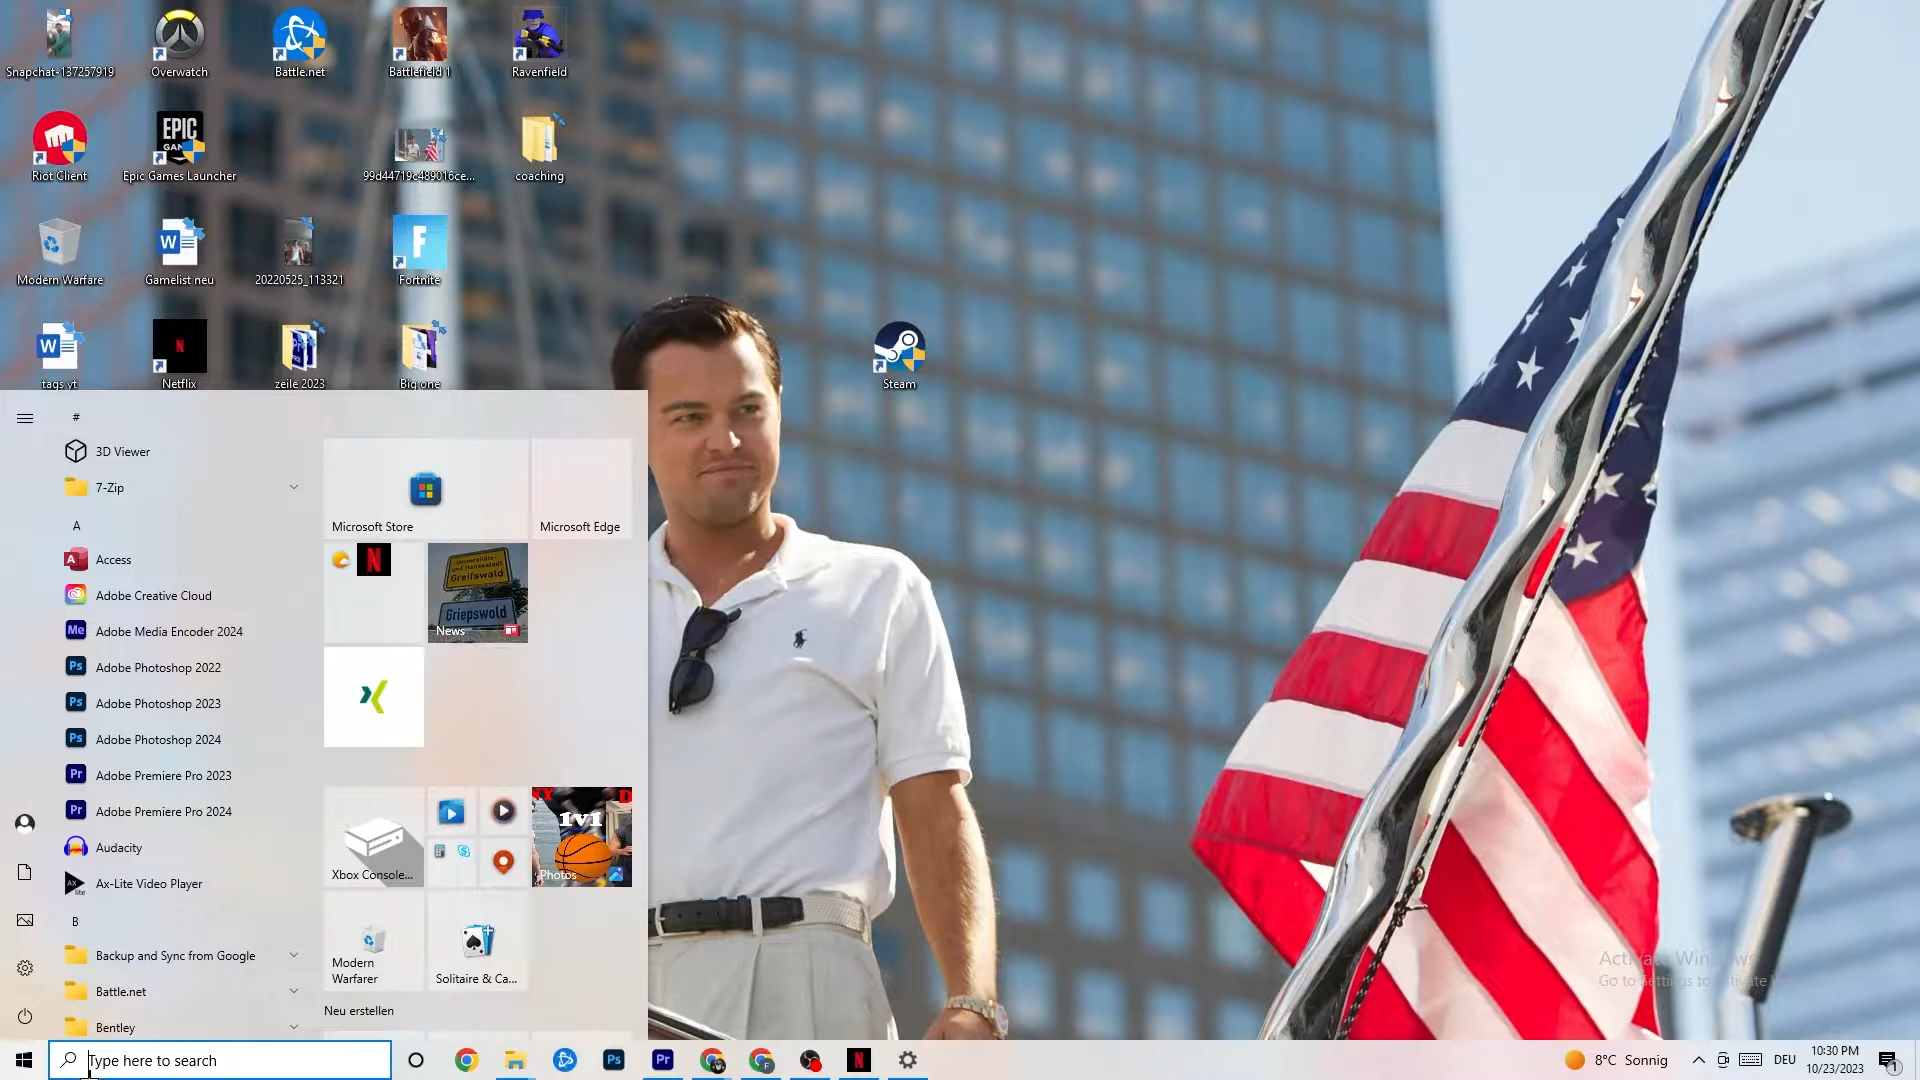 Snapchat-137257919
Overwatch
Battle.net
Battlefield 1
Ravenfield
Riot Client
EPIC
Epic Games Launcher
99d44719c489016ce...
coaching
Modern Warfare
Gamelist neu
20220525_113321
Fortnite
tags yt
Netflix
zeile 2023
Big one
Steam
#
3D Viewer
7-Zip
A
Access
Adobe Creative Cloud
Adobe Media Encoder 2024
Adobe Photoshop 2022
Adobe Photoshop 2023
Adobe Photoshop 2024
Adobe Premiere Pro 2023
Adobe Premiere Pro 2024
Audacity
Ax-Lite Video Player
B
Backup and Sync from Google
Battle.net
Bentley
Microsoft Store
Microsoft Edge
Universitäts-
und Hansestadt
Greifswald
Griepswold
News
Xbox Console...
1v1
Photos
Modern
Warfarer
Solitaire & Ca...
Neu erstellen
Type here to search
Activate Windows
Go to Settings to activate
8°C Sonnig
DEU
10:30 PM
10/23/2023